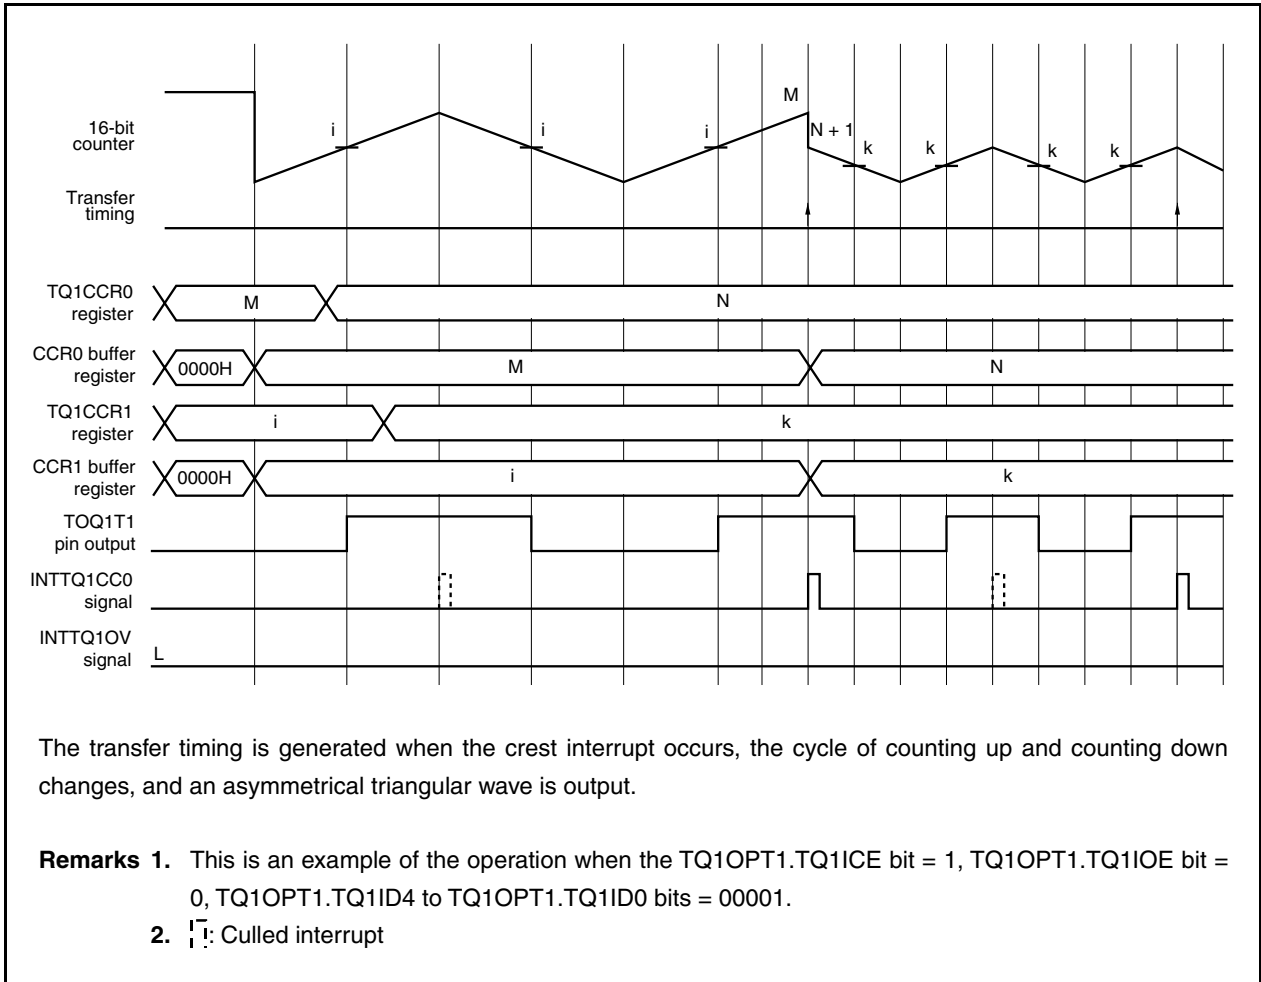 M
i
i
i
N + 1
k
k
k
k
16-bit
counter
Transfer
timing
TQ1CCR0
register
M
N
CCR0 buffer
register
0000H
M
N
TQ1CCR1
register
i
k
CCR1 buffer
register
0000H
i
k
TOQ1T1
pin output
INTTQ1CC0
signal
INTTQ1OV
signal
L
The transfer timing is generated when the crest interrupt occurs, the cycle of counting up and counting down
changes, and an asymmetrical triangular wave is output.
Remarks 1. This is an example of the operation when the TQ1OPT1.TQ1ICE bit = 1, TQ1OPT1.TQ1IOE bit =
0, TQ1OPT1.TQ1ID4 to TQ1OPT1.TQ1ID0 bits = 00001.
2. : Culled interrupt